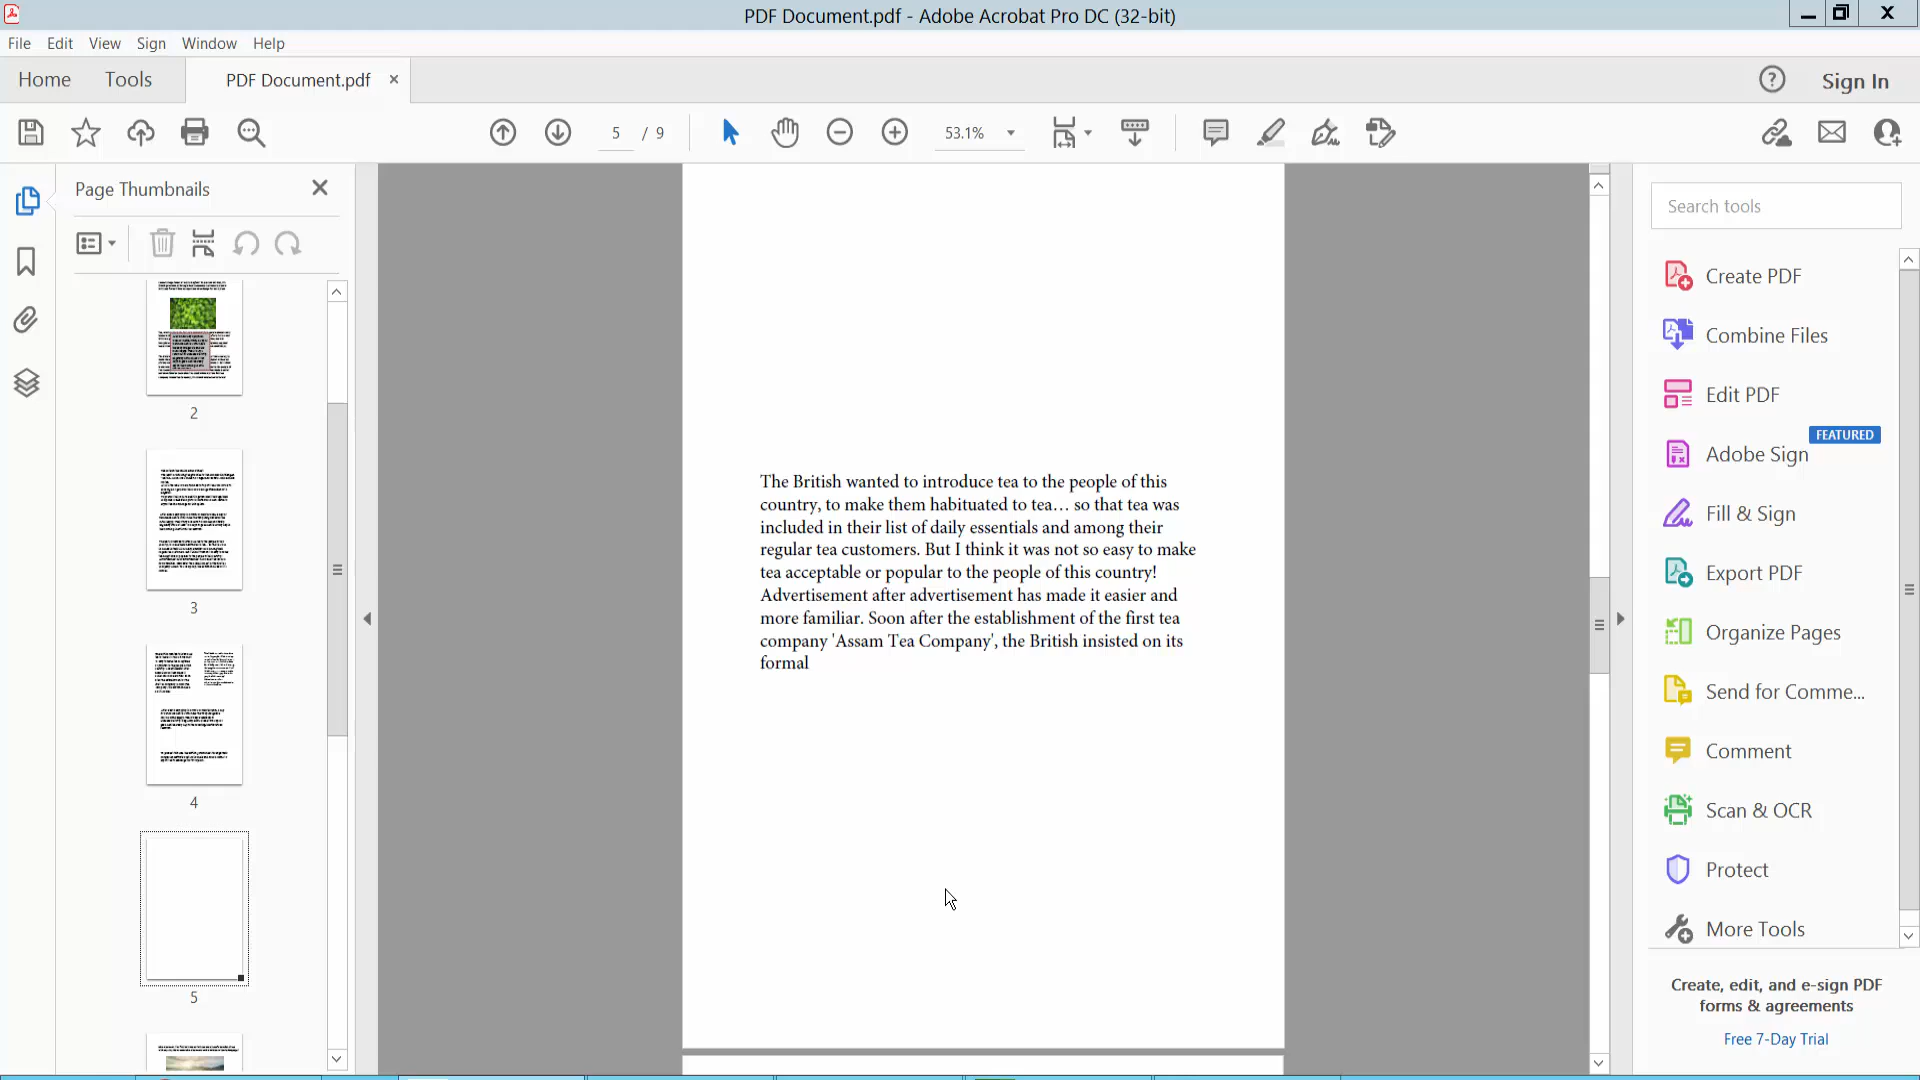 PDF Document.pdf - Adobe Acrobat Pro DC (32-bit)
File Edit View Sign Window Help
Home Tools PDF Document.pdf Sign In
5 / 9 53.1%
Page Thumbnails
2
3
4
5
The British wanted to introduce tea to the people of this
country, to make them habituated to tea… so that tea was
included in their list of daily essentials and among their
regular tea customers. But I think it was not so easy to make
tea acceptable or popular to the people of this country!
Advertisement after advertisement has made it easier and
more familiar. Soon after the establishment of the first tea
company 'Assam Tea Company', the British insisted on its
formal
Search tools
Create PDF
Combine Files
Edit PDF
FEATURED
Adobe Sign
Fill & Sign
Export PDF
Organize Pages
Send for Comme...
Comment
Scan & OCR
Protect
More Tools
Create, edit, and e-sign PDF
forms & agreements
Free 7-Day Trial